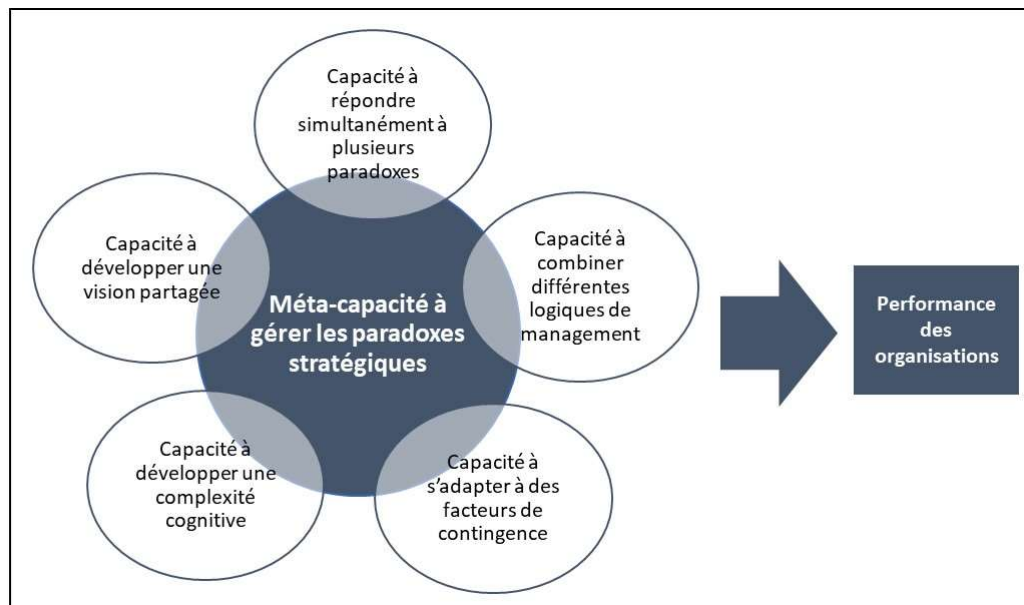 Capacité à
répondre
simultanément à
plusieurs
paradoxes
Capacité à
développer une
vision partagée
Capacité à
combiner
différentes
logiques de
management
Méta-capacité à
gérer les paradoxes
stratégiques
Performance
des
organisations
Capacité à
développer une
complexité
cognitive
Capacité à
s’adapter à des
facteurs de
contingence